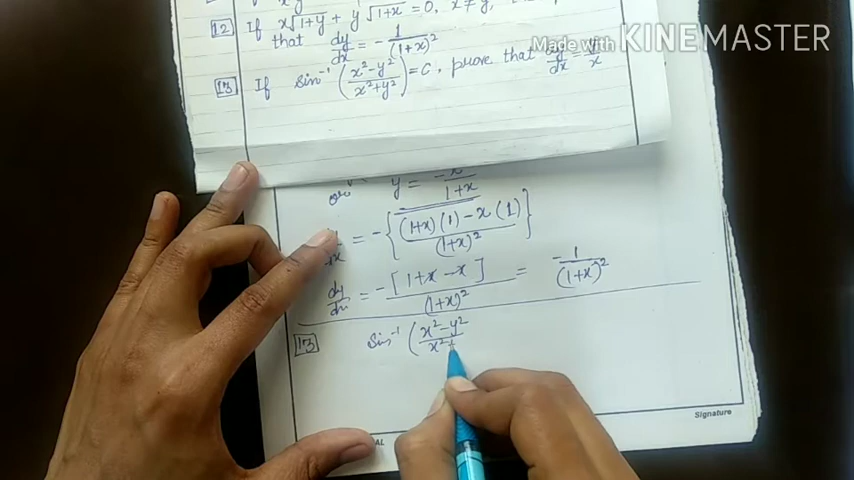 12 If x√1+y + y √1+x = 0, x ≠ y,
that dy/dx = - 1/(1+x)²
13 If Sin⁻¹ (x²-y²/x²+y²) = C, prove that dy/dx = y/x
Made with KINEMASTER
or y = -x/1+x
= -{(1+x)(1) - x(1)/(1+x)²}
dy/dx = -[1+x-x]/(1+x)² = -1/(1+x)²
13 Sin⁻¹ (x²-y²/x²+
Signature